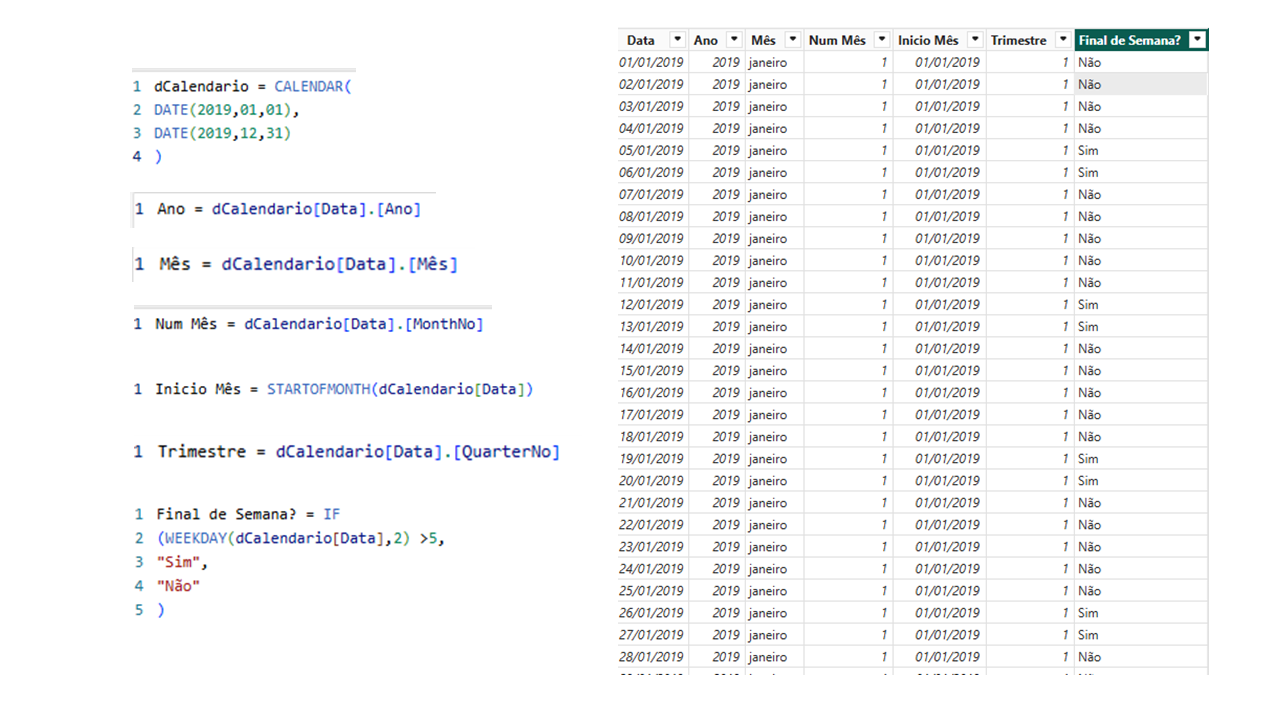 1 dCalendario = CALENDAR(
2 DATE(2019,01,01),
3 DATE(2019,12,31)
4 )
1 Ano = dCalendario[Data].[Ano]
1 Mês = dCalendario[Data].[Mês]
1 Num Mês = dCalendario[Data].[MonthNo]
1 Inicio Mês = STARTOFMONTH(dCalendario[Data])
1 Trimestre = dCalendario[Data].[QuarterNo]
1 Final de Semana? = IF
2 (WEEKDAY(dCalendario[Data],2) >5,
3 "Sim",
4 "Não"
5 )
Data Ano Mês Num Mês Inicio Mês Trimestre Final de Semana?
01/01/2019 2019 janeiro 1 01/01/2019 1 Não
02/01/2019 2019 janeiro 1 01/01/2019 1 Não
03/01/2019 2019 janeiro 1 01/01/2019 1 Não
04/01/2019 2019 janeiro 1 01/01/2019 1 Não
05/01/2019 2019 janeiro 1 01/01/2019 1 Sim
06/01/2019 2019 janeiro 1 01/01/2019 1 Sim
07/01/2019 2019 janeiro 1 01/01/2019 1 Não
08/01/2019 2019 janeiro 1 01/01/2019 1 Não
09/01/2019 2019 janeiro 1 01/01/2019 1 Não
10/01/2019 2019 janeiro 1 01/01/2019 1 Não
11/01/2019 2019 janeiro 1 01/01/2019 1 Não
12/01/2019 2019 janeiro 1 01/01/2019 1 Sim
13/01/2019 2019 janeiro 1 01/01/2019 1 Sim
14/01/2019 2019 janeiro 1 01/01/2019 1 Não
15/01/2019 2019 janeiro 1 01/01/2019 1 Não
16/01/2019 2019 janeiro 1 01/01/2019 1 Não
17/01/2019 2019 janeiro 1 01/01/2019 1 Não
18/01/2019 2019 janeiro 1 01/01/2019 1 Não
19/01/2019 2019 janeiro 1 01/01/2019 1 Sim
20/01/2019 2019 janeiro 1 01/01/2019 1 Sim
21/01/2019 2019 janeiro 1 01/01/2019 1 Não
22/01/2019 2019 janeiro 1 01/01/2019 1 Não
23/01/2019 2019 janeiro 1 01/01/2019 1 Não
24/01/2019 2019 janeiro 1 01/01/2019 1 Não
25/01/2019 2019 janeiro 1 01/01/2019 1 Não
26/01/2019 2019 janeiro 1 01/01/2019 1 Sim
27/01/2019 2019 janeiro 1 01/01/2019 1 Sim
28/01/2019 2019 janeiro 1 01/01/2019 1 Não